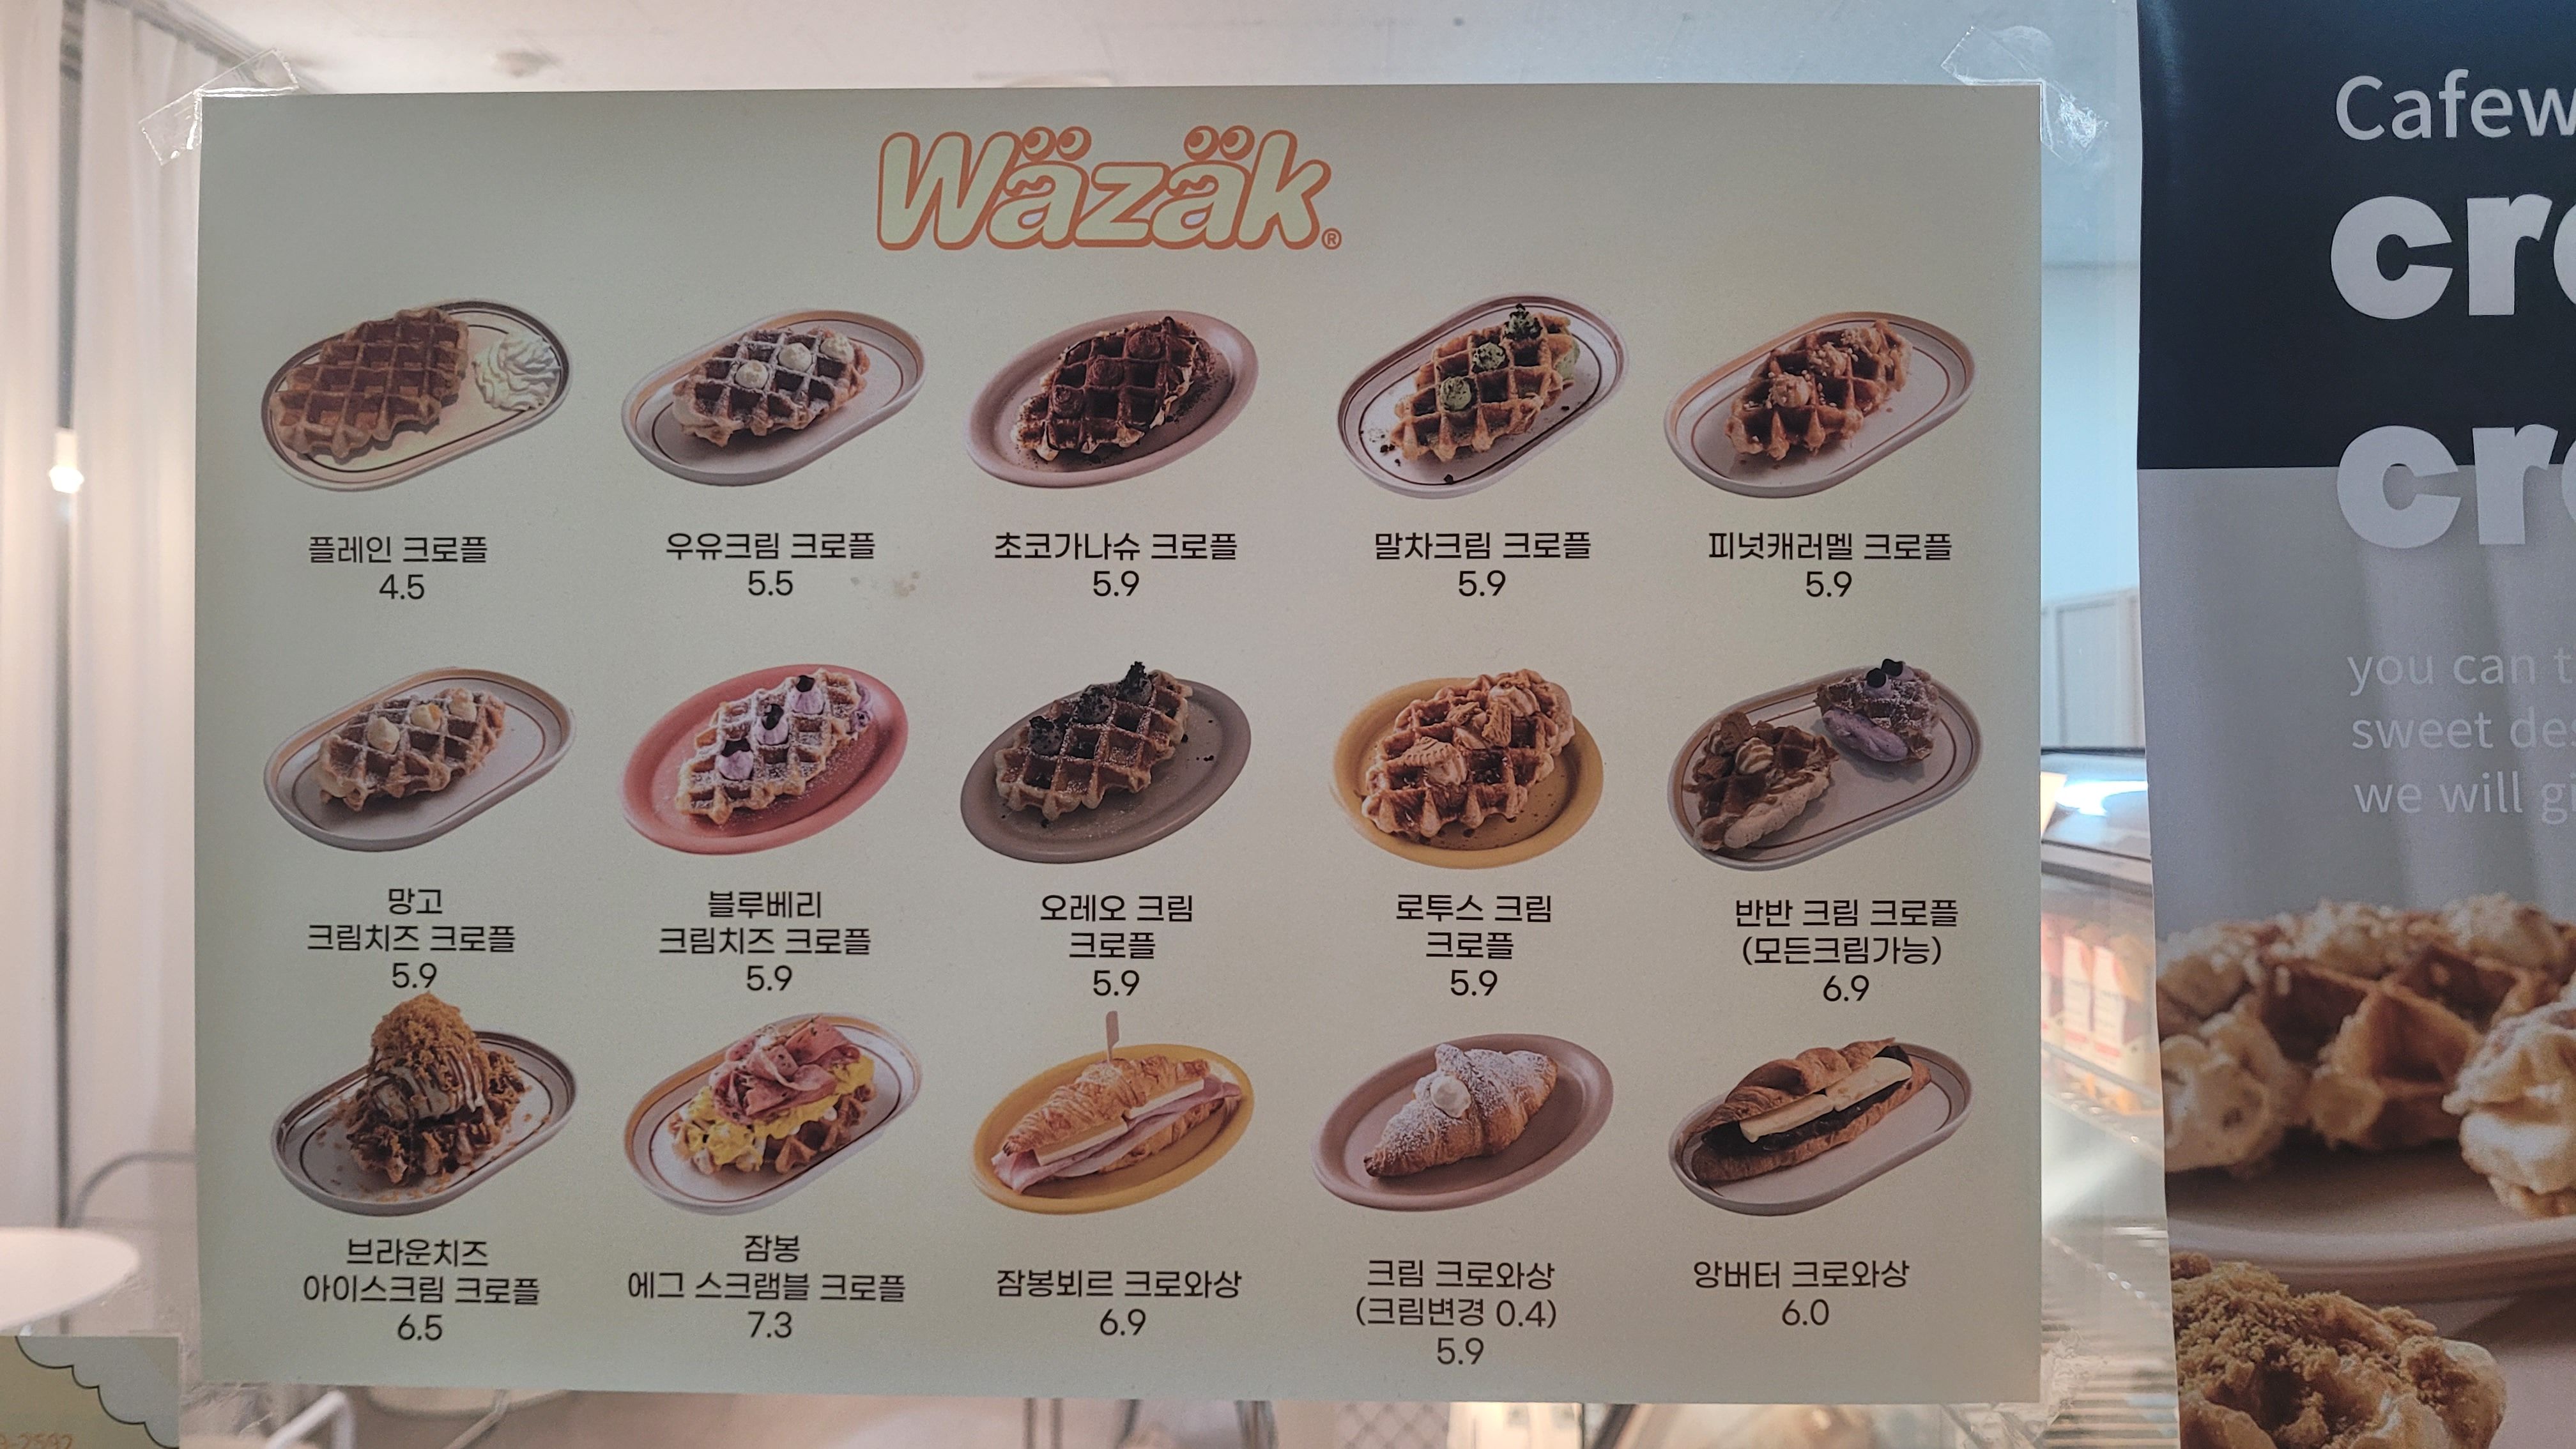 Wäzäk®
플레인 크로플
4.5
우유크림 크로플
5.5
초코가나슈 크로플
5.9
말차크림 크로플
5.9
피넛캐러멜 크로플
5.9
망고
크림치즈 크로플
5.9
블루베리
크림치즈 크로플
5.9
오레오 크림
크로플
5.9
로투스 크림
크로플
5.9
반반 크림 크로플
(모든크림가능)
6.9
브라운치즈
아이스크림 크로플
6.5
잠봉
에그 스크램블 크로플
7.3
잠봉뵈르 크로와상
6.9
크림 크로와상
(크림변경 0.4)
5.9
앙버터 크로와상
6.0
Cafew
cro
cro
you can t
sweet des
we will g